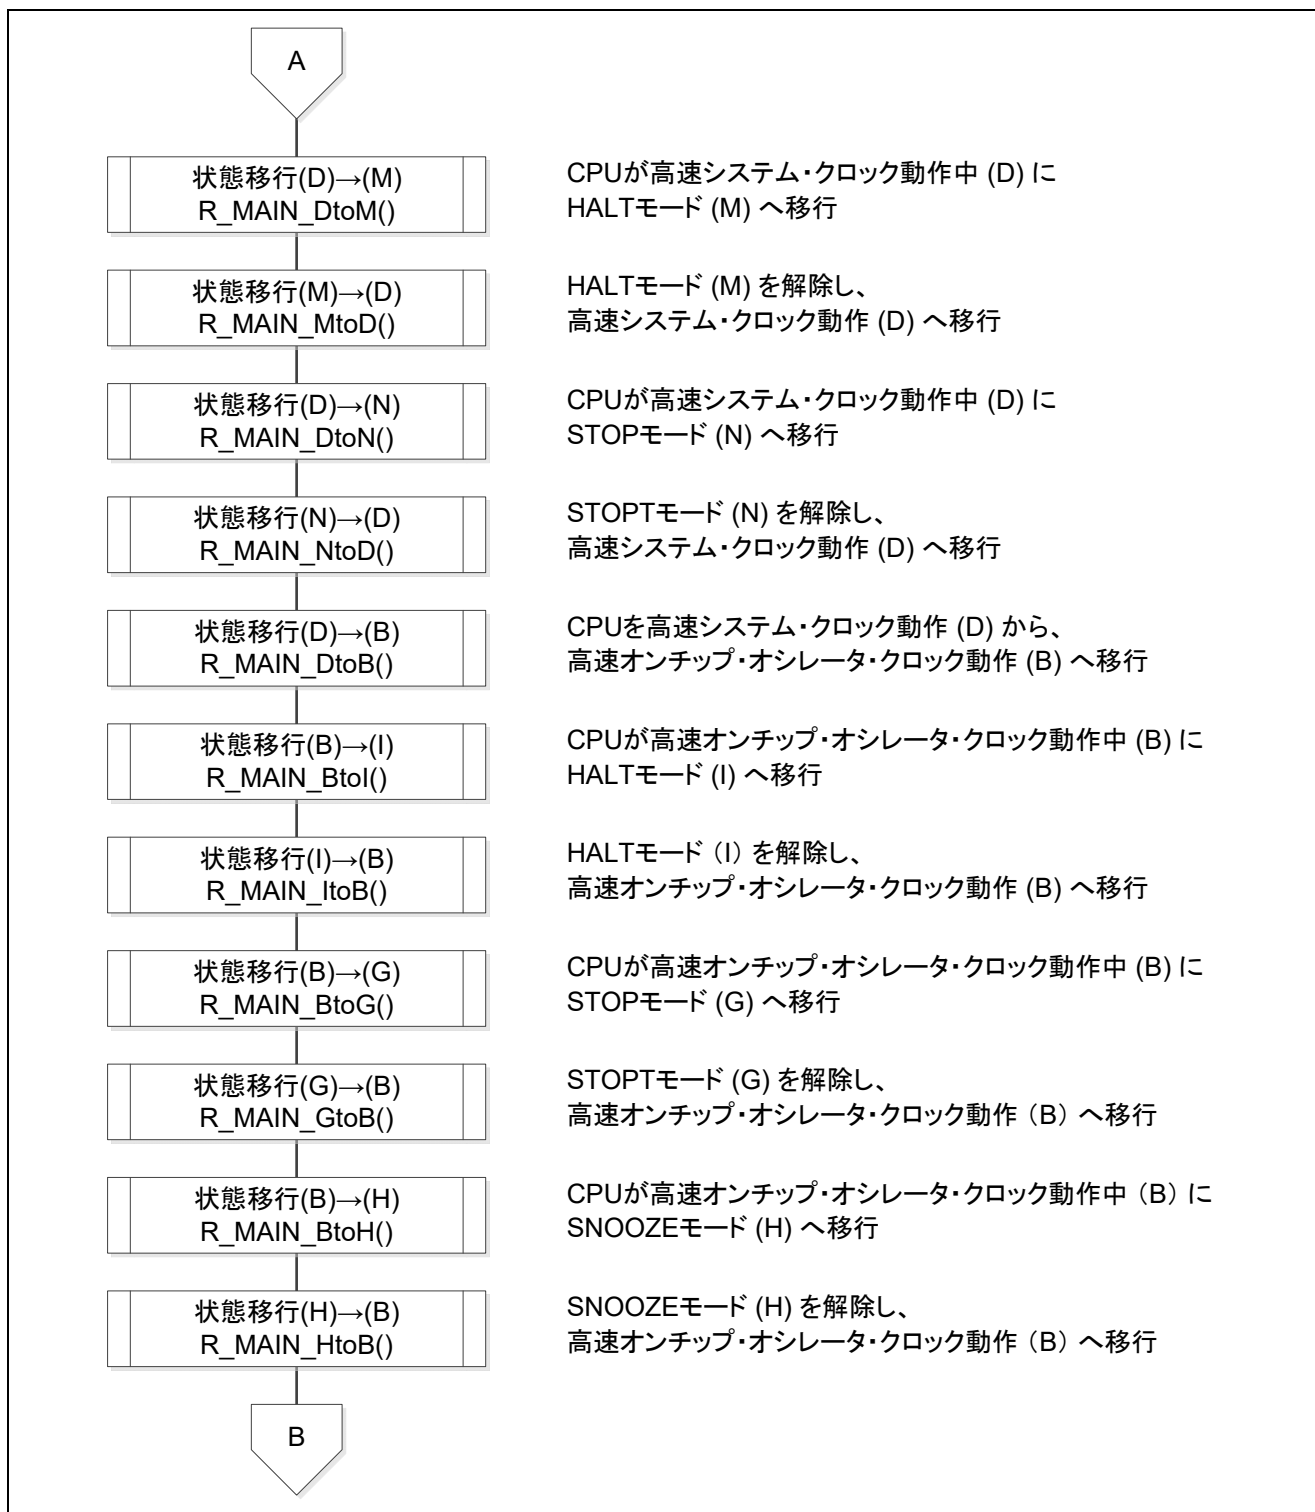 A
状態移行(D)→(M)
R_MAIN_DtoM()
CPUが高速システム・クロック動作中 (D) に
HALTモード (M) へ移行
状態移行(M)→(D)
R_MAIN_MtoD()
HALTモード (M) を解除し、
高速システム・クロック動作 (D) へ移行
状態移行(D)→(N)
R_MAIN_DtoN()
CPUが高速システム・クロック動作中 (D) に
STOPモード (N) へ移行
状態移行(N)→(D)
R_MAIN_NtoD()
STOPTモード (N) を解除し、
高速システム・クロック動作 (D) へ移行
状態移行(D)→(B)
R_MAIN_DtoB()
CPUを高速システム・クロック動作 (D) から、
高速オンチップ・オシレータ・クロック動作 (B) へ移行
状態移行(B)→(I)
R_MAIN_BtoI()
CPUが高速オンチップ・オシレータ・クロック動作中 (B) に
HALTモード (I) へ移行
状態移行(I)→(B)
R_MAIN_ItoB()
HALTモード（I）を解除し、
高速オンチップ・オシレータ・クロック動作 (B) へ移行
状態移行(B)→(G)
R_MAIN_BtoG()
CPUが高速オンチップ・オシレータ・クロック動作中 (B) に
STOPモード (G) へ移行
状態移行(G)→(B)
R_MAIN_GtoB()
STOPTモード (G) を解除し、
高速オンチップ・オシレータ・クロック動作（B）へ移行
状態移行(B)→(H)
R_MAIN_BtoH()
CPUが高速オンチップ・オシレータ・クロック動作中（B）に
SNOOZEモード (H) へ移行
状態移行(H)→(B)
R_MAIN_HtoB()
SNOOZEモード (H) を解除し、
高速オンチップ・オシレータ・クロック動作（B）へ移行
B